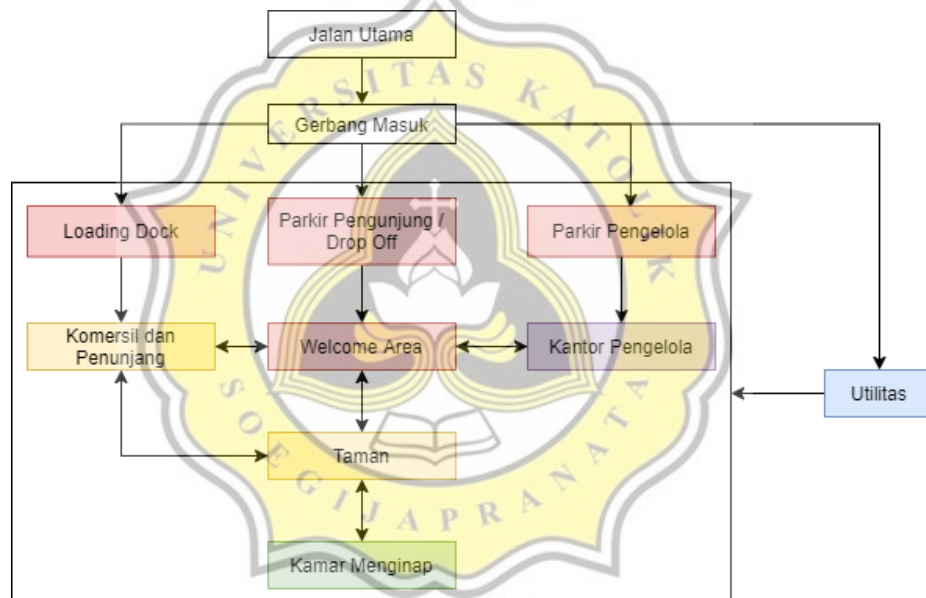 Jalan Utama
Gerbang Masuk
Loading Dock
Parkir Pengunjung /
Drop Off
Parkir Pengelola
Komersil dan
Penunjang
Welcome Area
Kantor Pengelola
Utilitas
Taman
Kamar Menginap
UNIVERSITAS KATOLIK
SOEGIJAPRANATA